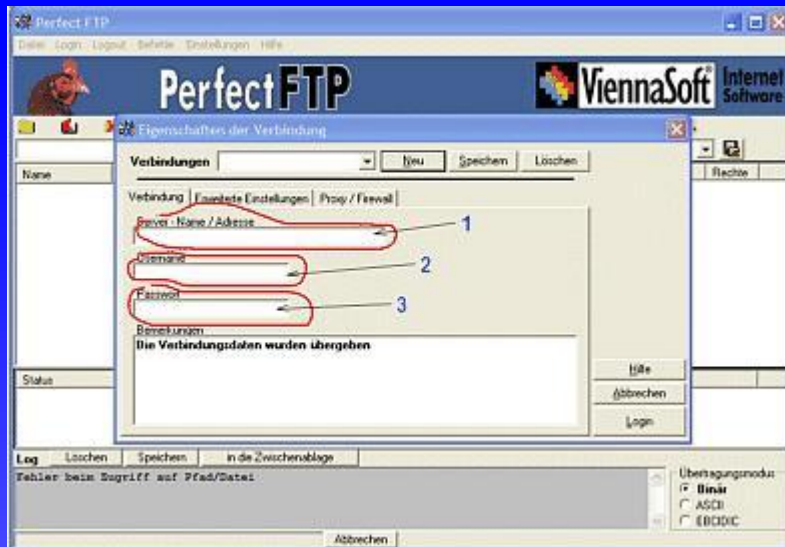 Perfect FTP
Datei Login Logout Befehle Einstellungen Hilfe
PerfectFTP
ViennaSoft Internet Software
Eigenschaften der Verbindung
Verbindungen Neu Speichern Löschen
Name
Rechte
Verbindung Erweiterte Einstellungen Proxy / Firewall
Server - Name / Adresse
1
Username
2
Passwort
3
Bemerkungen
Die Verbindungsdaten wurden übergeben
Hilfe
Abbrechen
Login
Status
Log Löschen Speichern in die Zwischenablage
Fehler beim Zugriff auf Pfad/Datei
Übertragungsmodus
Binär
ASCII
EBCIDIC
Abbrechen